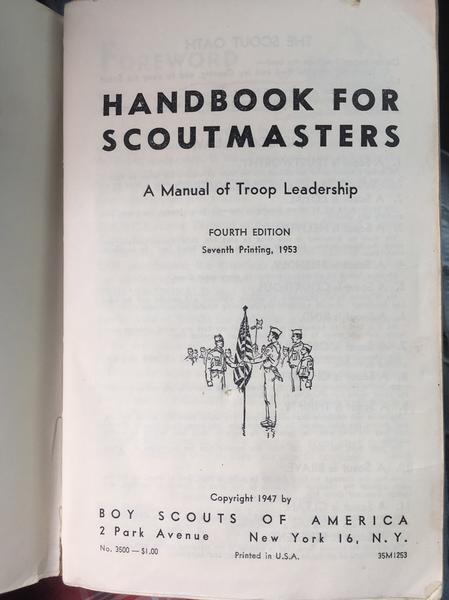 HANDBOOK FOR
SCOUTMASTERS
A Manual of Troop Leadership
FOURTH EDITION
Seventh Printing, 1953
Copyright 1947 by
BOY SCOUTS OF AMERICA
2 Park Avenue New York 16, N. Y.
No. 3500—$1.00 Printed in U.S.A. 35M1253